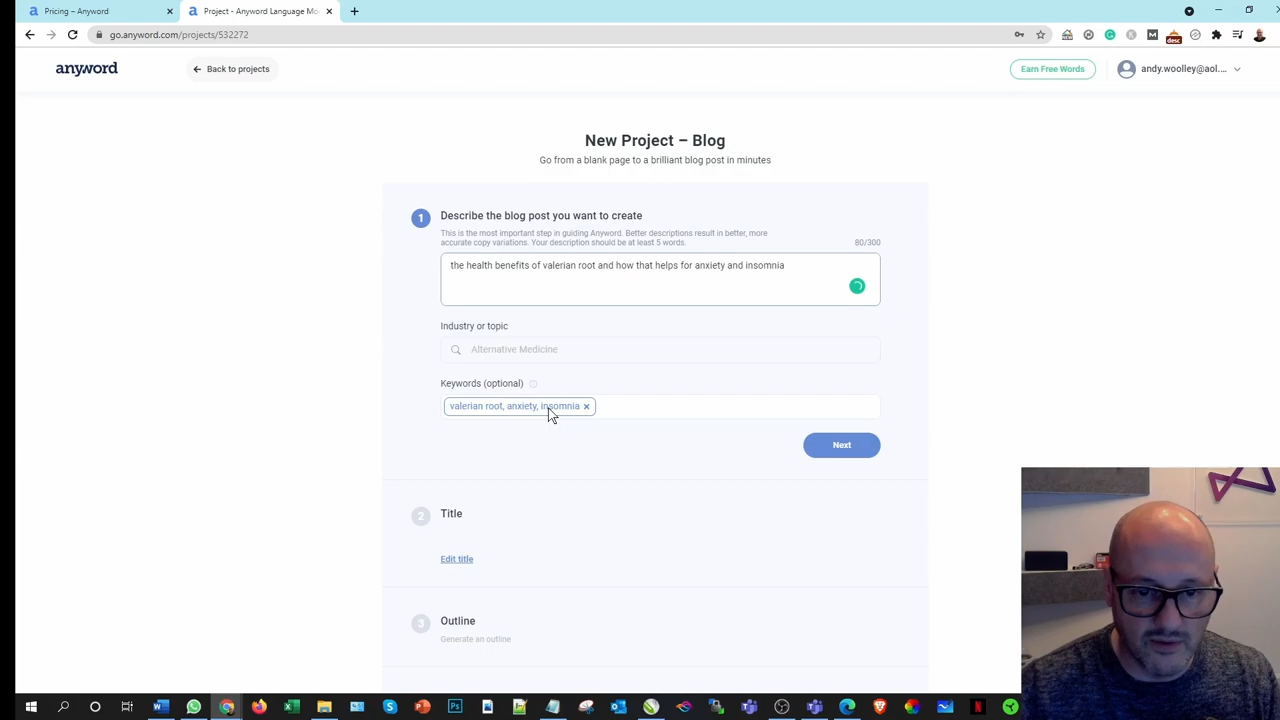 Pricing – Anyword
Project - Anyword Language Mo
go.anyword.com/projects/532272
desc
anyword
Back to projects
Earn Free Words
andy.woolley@aol....
New Project – Blog
Go from a blank page to a brilliant blog post in minutes
1
Describe the blog post you want to create
This is the most important step in guiding Anyword. Better descriptions result in better, more
accurate copy variations. Your description should be at least 5 words.
80/300
the health benefits of valerian root and how that helps for anxiety and insomnia
Industry or topic
Alternative Medicine
Keywords (optional)
valerian root, anxiety, insomnia
Next
2
Title
Edit title
3
Outline
Generate an outline